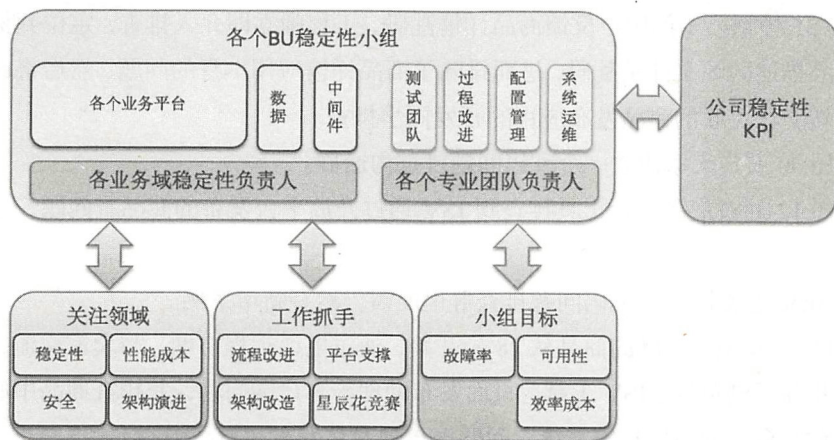 各个BU稳定性小组
各个业务平台
数据
中间件
测试团队
过程改进
配置管理
系统运维
各业务域稳定性负责人
各个专业团队负责人
公司稳定性
KPI
关注领域
稳定性
性能成本
安全
架构演进
工作抓手
流程改进
平台支撑
架构改造
星辰花竞赛
小组目标
故障率
可用性
效率成本